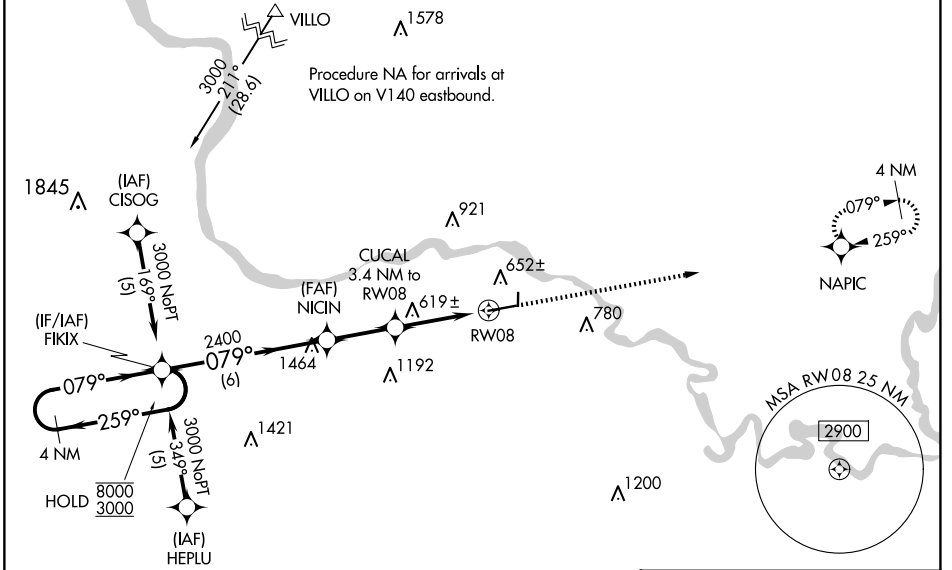 VILLO
1578
3000
211°
(28.6)
Procedure NA for arrivals at
VILLO on V140 eastbound.
1845
(IAF)
CISOG
3000 NoPT
169°
(5)
921
4 NM
079°
259°
NAPIC
CUCAL
3.4 NM to
RW08
652±
(FAF)
NICIN
619±
RW08
780
(IF/IAF)
FIKIX
2400
079°
(6)
1464
1192
079°
259°
4 NM
HOLD
8000
3000
3000 NoPT
349°
(5)
1421
(IAF)
HEPLU
1200
MSA RW08 25 NM
2900